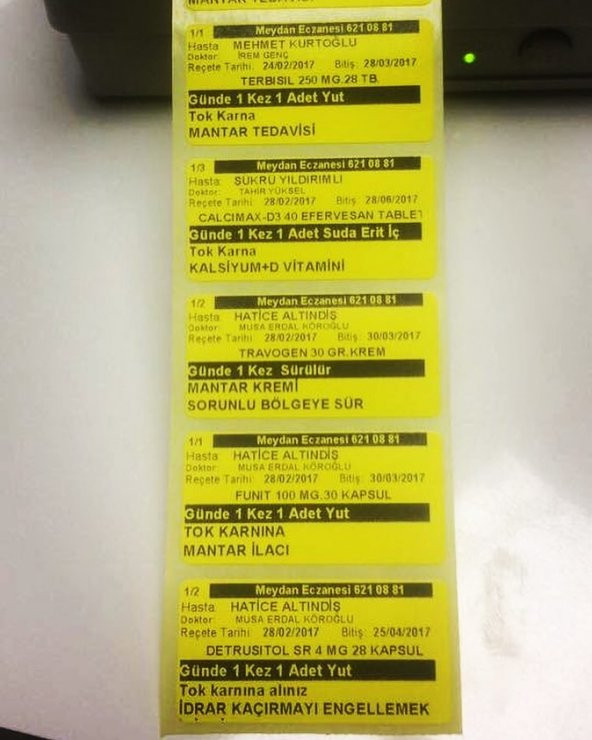 MANTAR TEDAVİSİ
1/1 Meydan Eczanesi 621 08 81
Hasta MEHMET KURTOĞLU
Doktor: İREM GENÇ
Reçete Tarihi: 24/02/2017 Bitiş: 28/03/2017
TERBISIL 250 MG.28 TB.
Günde 1 Kez 1 Adet Yut
Tok Karna
MANTAR TEDAVİSİ
1/3 Meydan Eczanesi 621 08 81
Hasta: ŞÜKRÜ YILDIRIMLI
Doktor: TAHİR YÜKSEL
Reçete Tarihi: 28/02/2017 Bitiş: 28/06/2017
CALCIMAX-D3 40 EFERVESAN TABLET
Günde 1 Kez 1 Adet Suda Erit İç
Tok Karna
KALSİYUM+D VİTAMİNİ
1/2 Meydan Eczanesi 621 08 81
Hasta: HATİCE ALTINDİŞ
Doktor: MUSA ERDAL KÖROĞLU
Reçete Tarihi: 28/02/2017 Bitiş: 30/03/2017
TRAVOGEN 30 GR.KREM
Günde 1 Kez Sürülür
MANTAR KREMİ
SORUNLU BÖLGEYE SÜR
1/1 Meydan Eczanesi 621 08 81
Hasta: HATİCE ALTINDİŞ
Doktor: MUSA ERDAL KÖROĞLU
Reçete Tarihi: 28/02/2017 Bitiş: 30/03/2017
FUNIT 100 MG.30 KAPSUL
Günde 1 Kez 1 Adet Yut
TOK KARNINA
MANTAR İLACI
1/2 Meydan Eczanesi 621 08 81
Hasta: HATİCE ALTINDİŞ
Doktor: MUSA ERDAL KÖROĞLU
Reçete Tarihi: 28/02/2017 Bitiş: 25/04/2017
DETRUSITOL SR 4 MG 28 KAPSUL
Günde 1 Kez 1 Adet Yut
Tok karnına alınız
İDRAR KAÇIRMAYI ENGELLEMEK